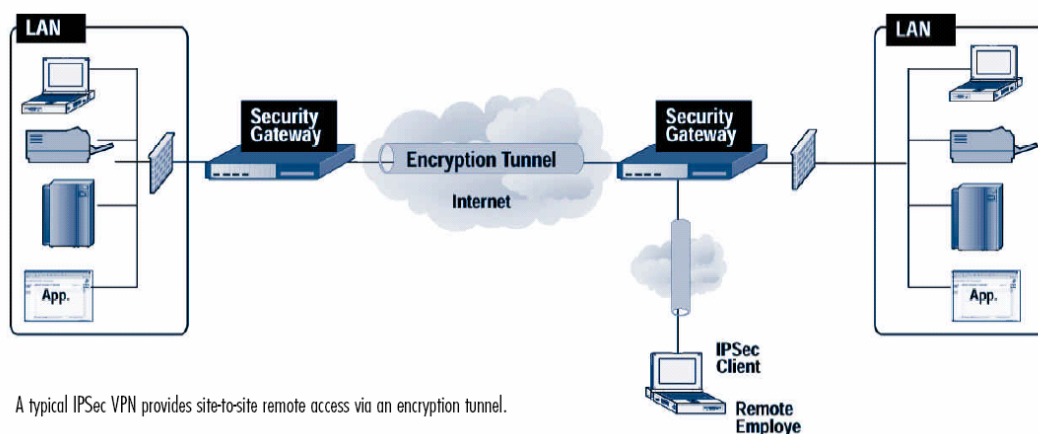 LAN
LAN
Security
Gateway
Security
Gateway
Encryption Tunnel
Internet
App.
App.
IPSec
Client
Remote
Employe
A typical IPSec VPN provides site-to-site remote access via an encryption tunnel.